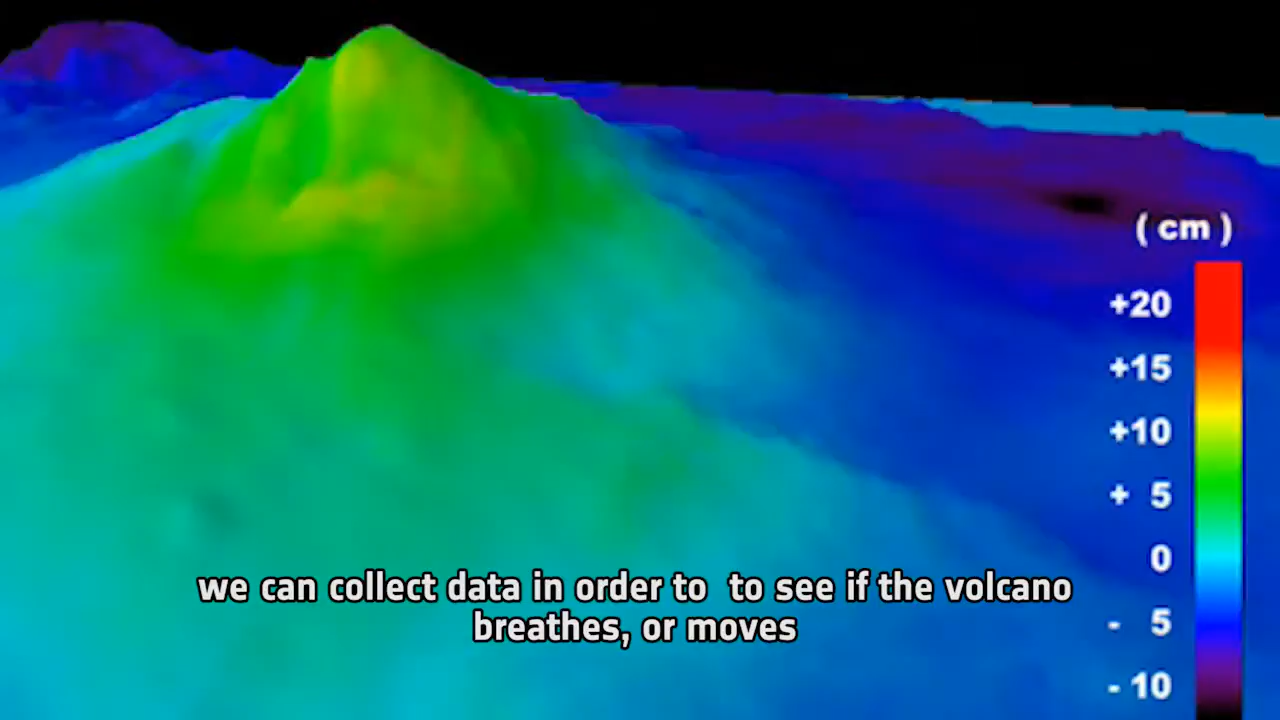 ( cm )
+20
+15
+10
+ 5
0
- 5
- 10
we can collect data in order to  to see if the volcano
breathes, or moves